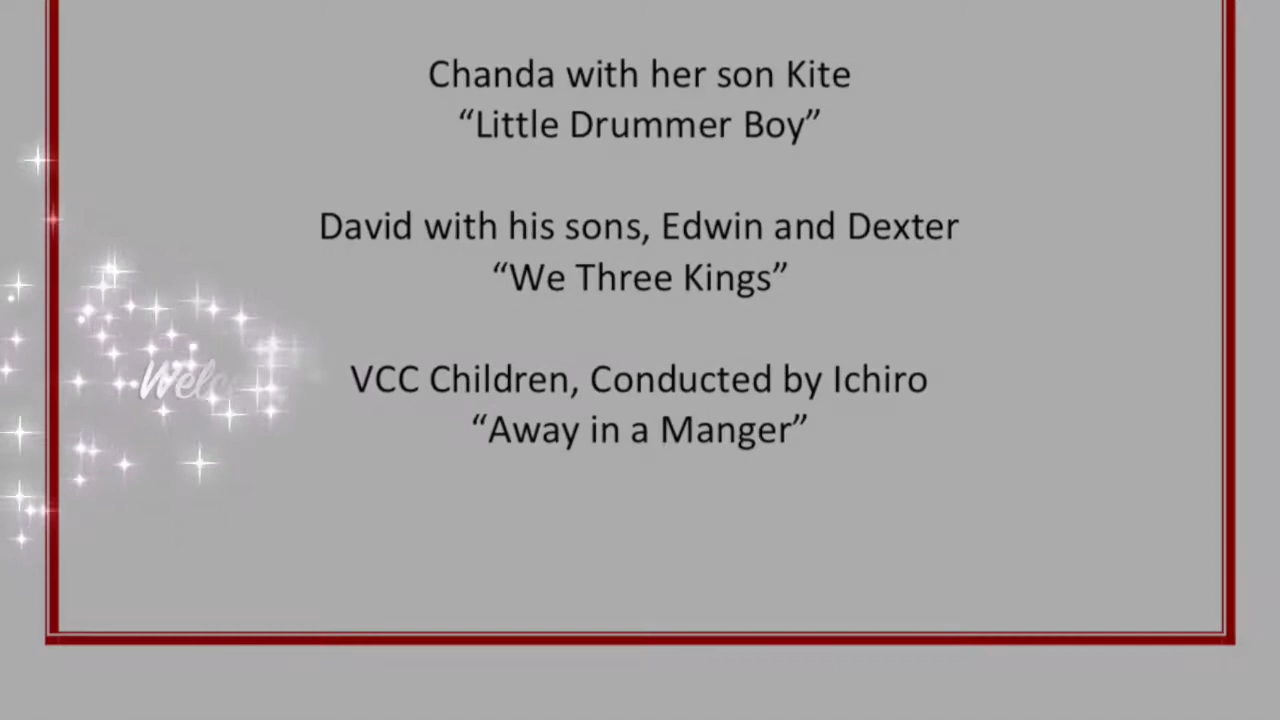 Chanda with her son Kite
“Little Drummer Boy”
David with his sons, Edwin and Dexter
“We Three Kings”
VCC Children, Conducted by Ichiro
“Away in a Manger”